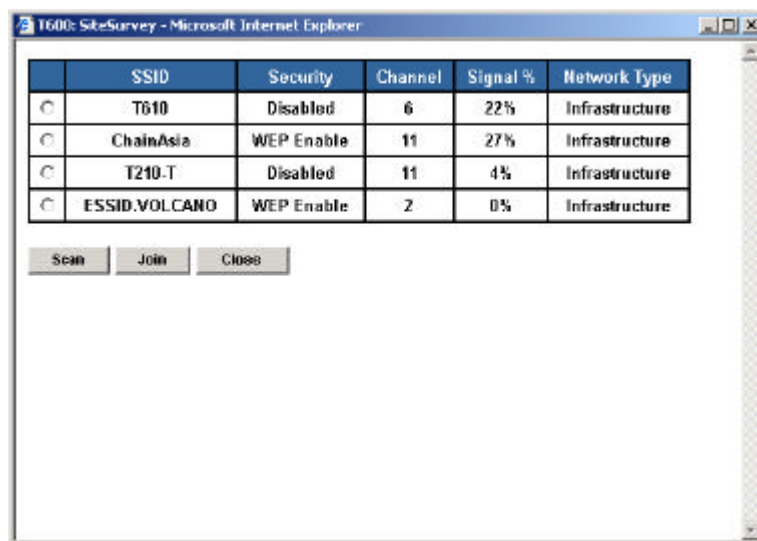 T600: SiteSurvey - Microsoft Internet Explorer
SSID Security Channel Signal % Network Type
T610 Disabled 6 22% Infrastructure
ChainAsia WEP Enable 11 27% Infrastructure
T210-T Disabled 11 4% Infrastructure
ESSID.VOLCANO WEP Enable 2 0% Infrastructure
Scan Join Close